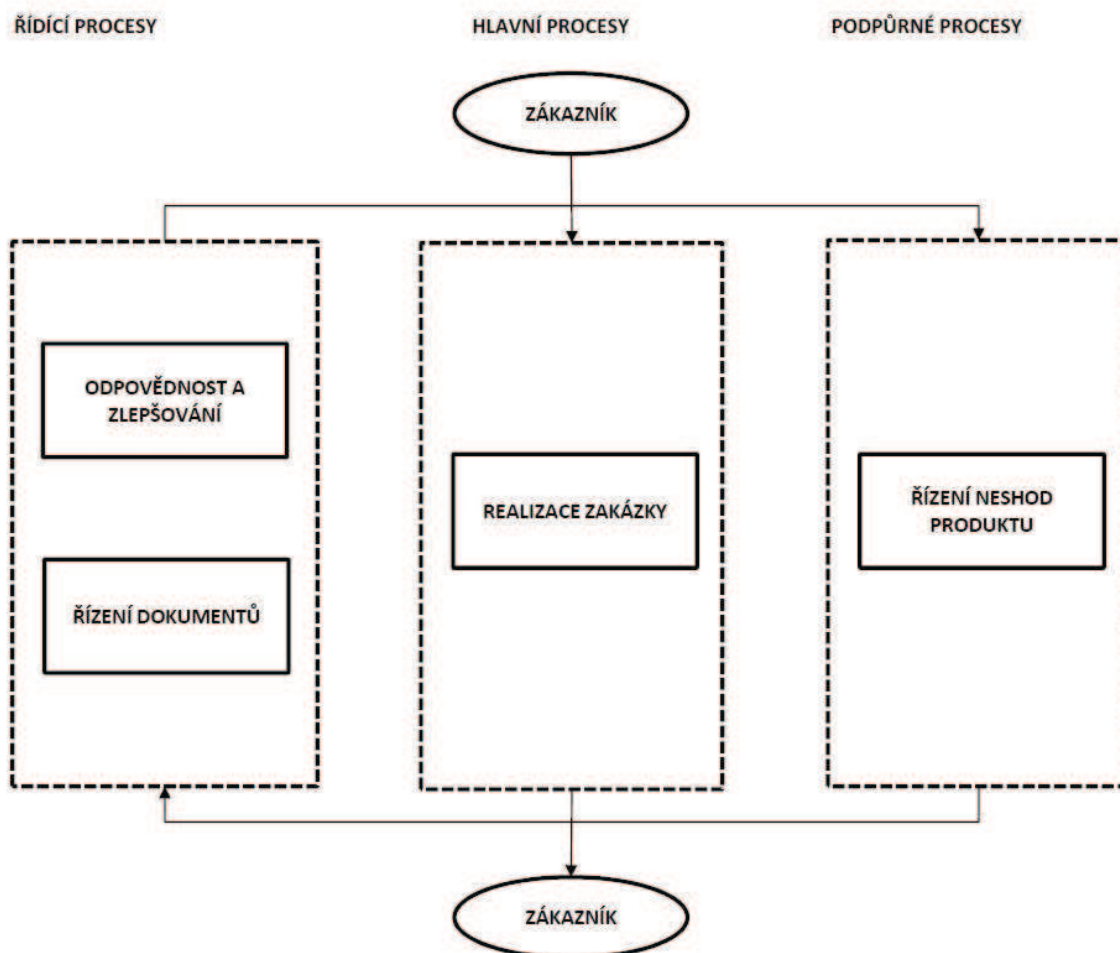 ŘÍDÍCÍ PROCESY
HLAVNÍ PROCESY
PODPŮRNÉ PROCESY
ZÁKAZNÍK
ODPOVĚDNOST A
ZLEPŠOVÁNÍ
REALIZACE ZAKÁZKY
ŘÍZENÍ NESHOD
PRODUKTU
ŘÍZENÍ DOKUMENTŮ
ZÁKAZNÍK